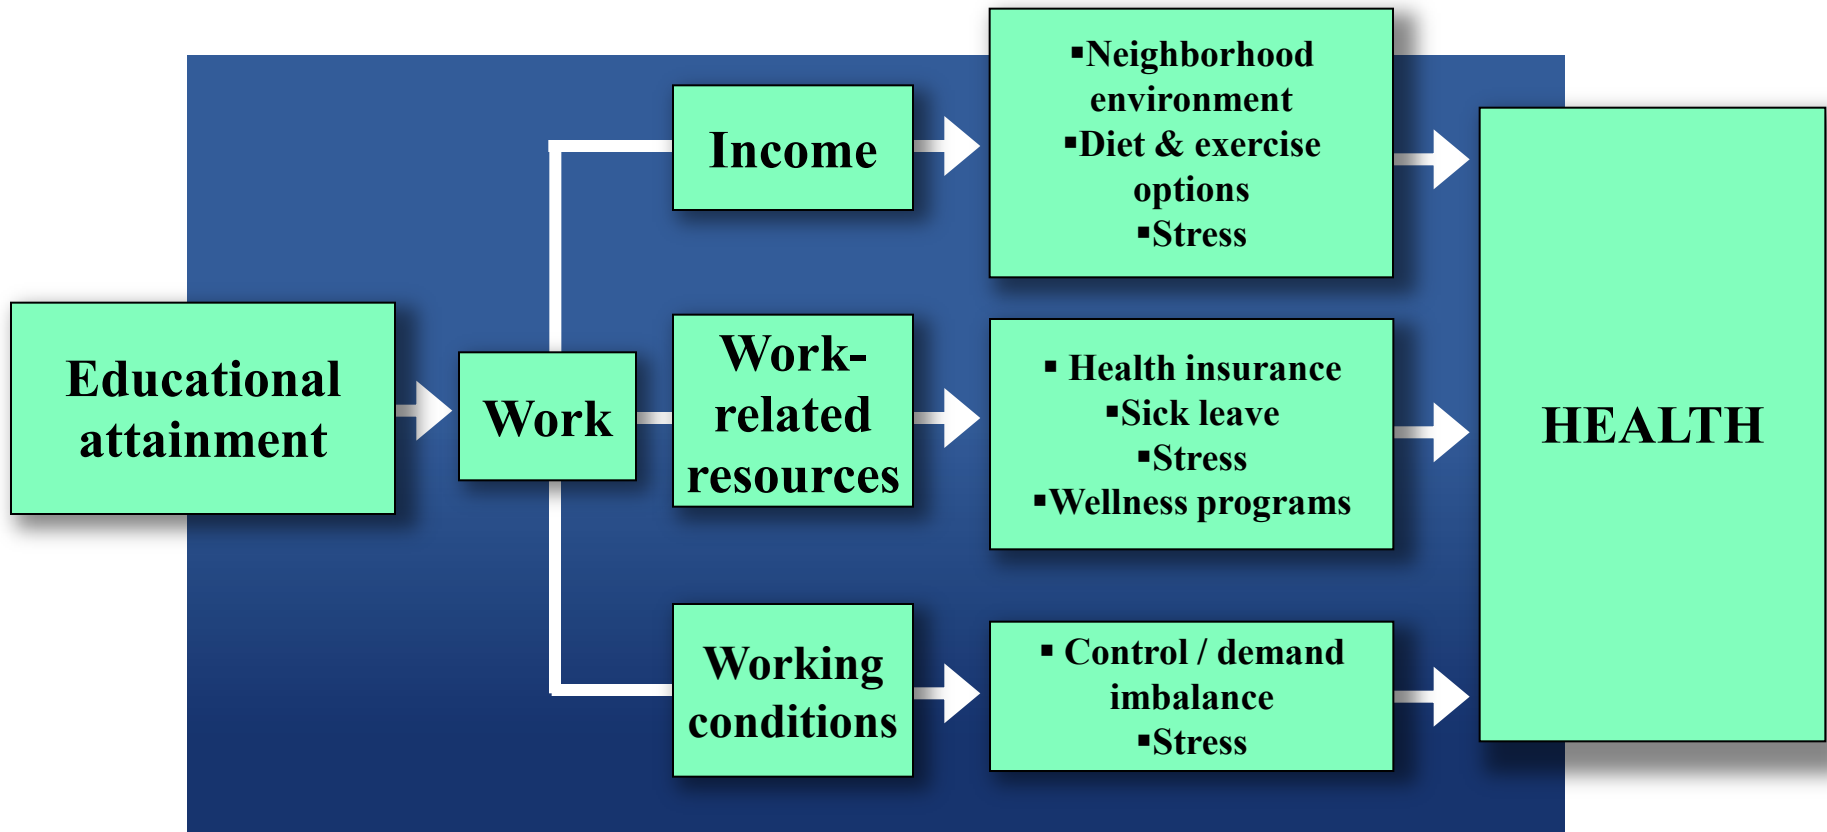 Educational
attainment
Work
Income
▪Neighborhood
environment
▪Diet & exercise
options
▪Stress
Work-
related
resources
▪ Health insurance
▪Sick leave
▪Stress
▪Wellness programs
Working
conditions
▪ Control / demand
imbalance
▪Stress
HEALTH